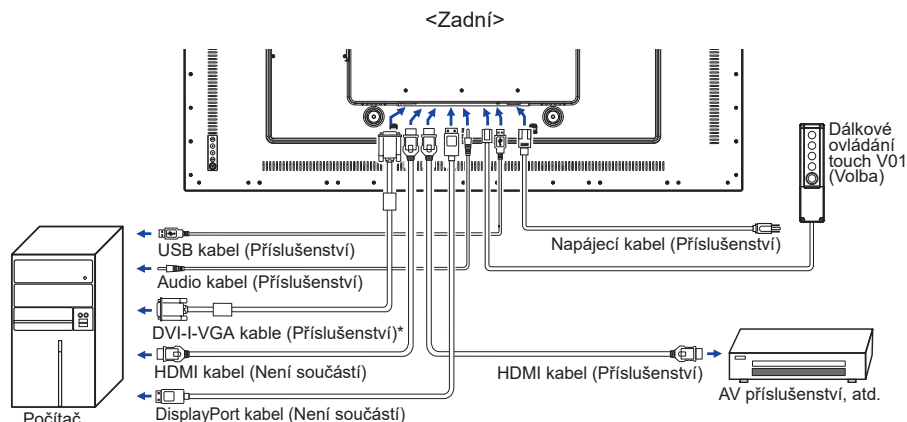 <Zadní>
Dálkové
ovládání
touch V01
(Volba)
USB kabel (Příslušenství)
Napájecí kabel (Příslušenství)
Audio kabel (Příslušenství)
DVI-I-VGA kable (Příslušenství)*
HDMI kabel (Není součástí)
HDMI kabel (Příslušenství)
AV příslušenství, atd.
DisplayPort kabel (Není součástí)
Počítač